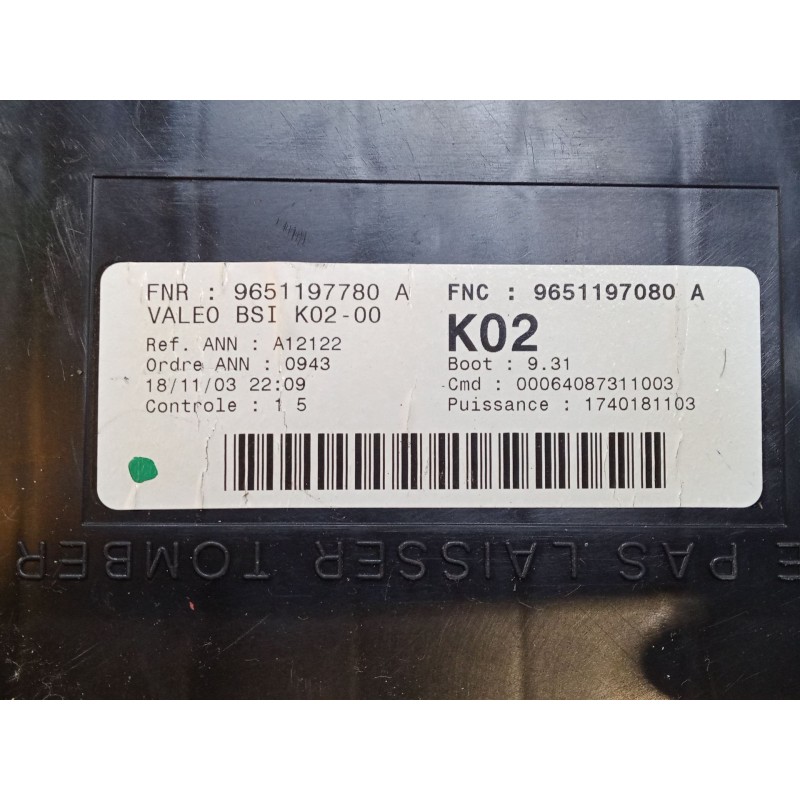 FNR : 9651197780 A
VALEO BSI K02-00
Ref. ANN : A12122
Ordre ANN : 0943
18/11/03 22:09
Controle : 1 5
FNC : 9651197080 A
K02
Boot : 9.31
Cmd : 00064087311003
Puissance : 1740181103
E PAS LAISSER TOMBER